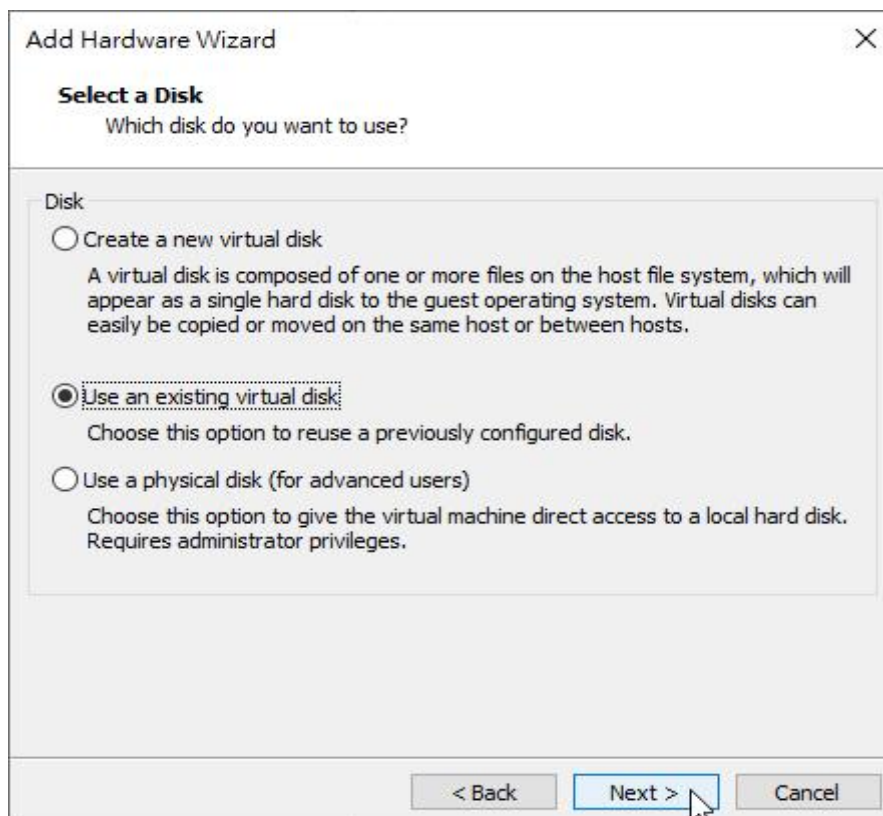 Add Hardware Wizard
Select a Disk
Which disk do you want to use?
Disk
Create a new virtual disk
A virtual disk is composed of one or more files on the host file system, which will
appear as a single hard disk to the guest operating system. Virtual disks can
easily be copied or moved on the same host or between hosts.
Use an existing virtual disk
Choose this option to reuse a previously configured disk.
Use a physical disk (for advanced users)
Choose this option to give the virtual machine direct access to a local hard disk.
Requires administrator privileges.
< Back Next > Cancel